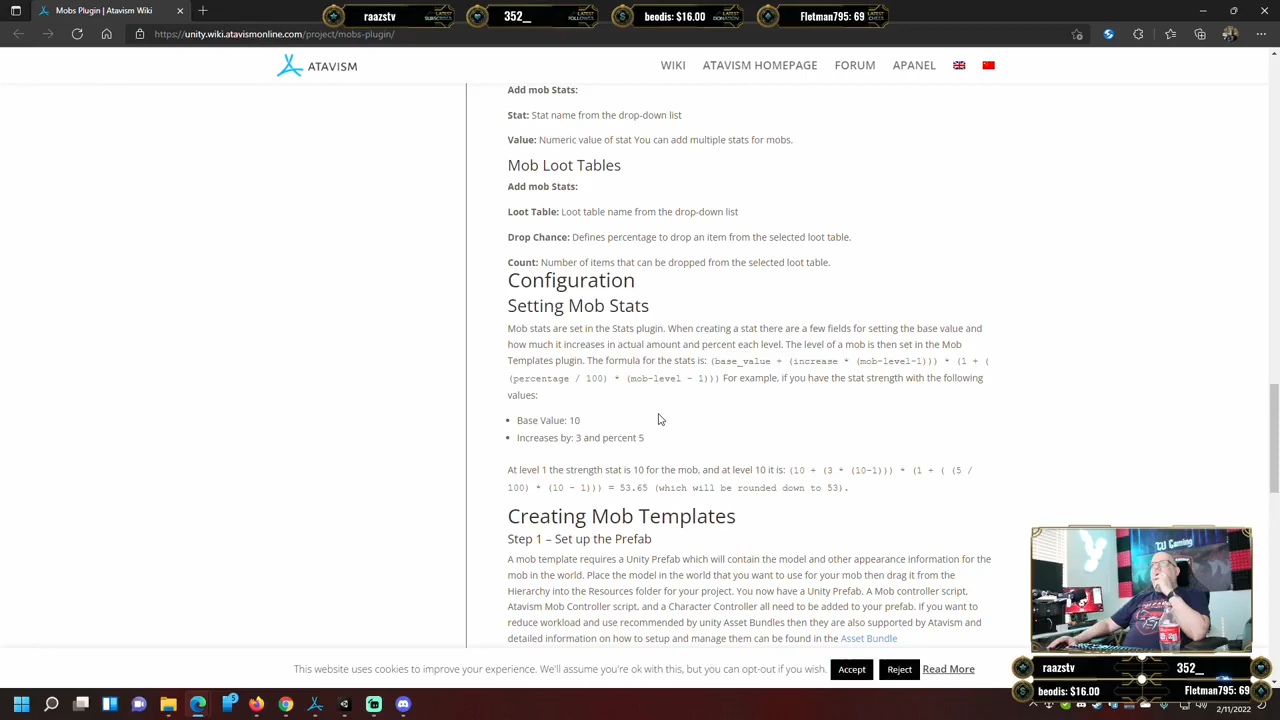 Mobs Plugin | Atavism Wiki
raazstv
LATEST SUBSCRIBER
352_
LATEST FOLLOWER
beodis: $16.00
LATEST DONATION
Fletman795: 69
LATEST CHEER
https://unity.wiki.atavismonline.com/project/mobs-plugin/
ATAVISM
WIKI
ATAVISM HOMEPAGE
FORUM
APANEL
Add mob Stats:
Stat: Stat name from the drop-down list
Value: Numeric value of stat You can add multiple stats for mobs.
Mob Loot Tables
Add mob Stats:
Loot Table: Loot table name from the drop-down list
Drop Chance: Defines percentage to drop an item from the selected loot table.
Count: Number of items that can be dropped from the selected loot table.
Configuration
Setting Mob Stats
Mob stats are set in the Stats plugin. When creating a stat there are a few fields for setting the base value and
how much it increases in actual amount and percent each level. The level of a mob is then set in the Mob
Templates plugin. The formula for the stats is: (base_value + (increase * (mob-level-1))) * (1 + (
(percentage / 100) * (mob-level - 1))) For example, if you have the stat strength with the following
values:
• Base Value: 10
• Increases by: 3 and percent 5
At level 1 the strength stat is 10 for the mob, and at level 10 it is: (10 + (3 * (10-1))) * (1 + ( (5 /
100) * (10 - 1))) = 53.65 (which will be rounded down to 53).
Creating Mob Templates
Step 1 – Set up the Prefab
A mob template requires a Unity Prefab which will contain the model and other appearance information for the
mob in the world. Place the model in the world that you want to use for your mob then drag it from the
Hierarchy into the Resources folder for your project. You now have a Unity Prefab. A Mob controller script,
Atavism Mob Controller script, and a Character Controller all need to be added to your prefab. If you want to
reduce workload and use recommended by unity Asset Bundles then they are also supported by Atavism and
detailed information on how to setup and manage them can be found in the Asset Bundle
This website uses cookies to improve your experience. We'll assume you're ok with this, but you can opt-out if you wish.
Accept
Reject
Read More
TU Gaming
raazstv
352_
beodis: $16.00
Fletman795: 69
2/11/2022